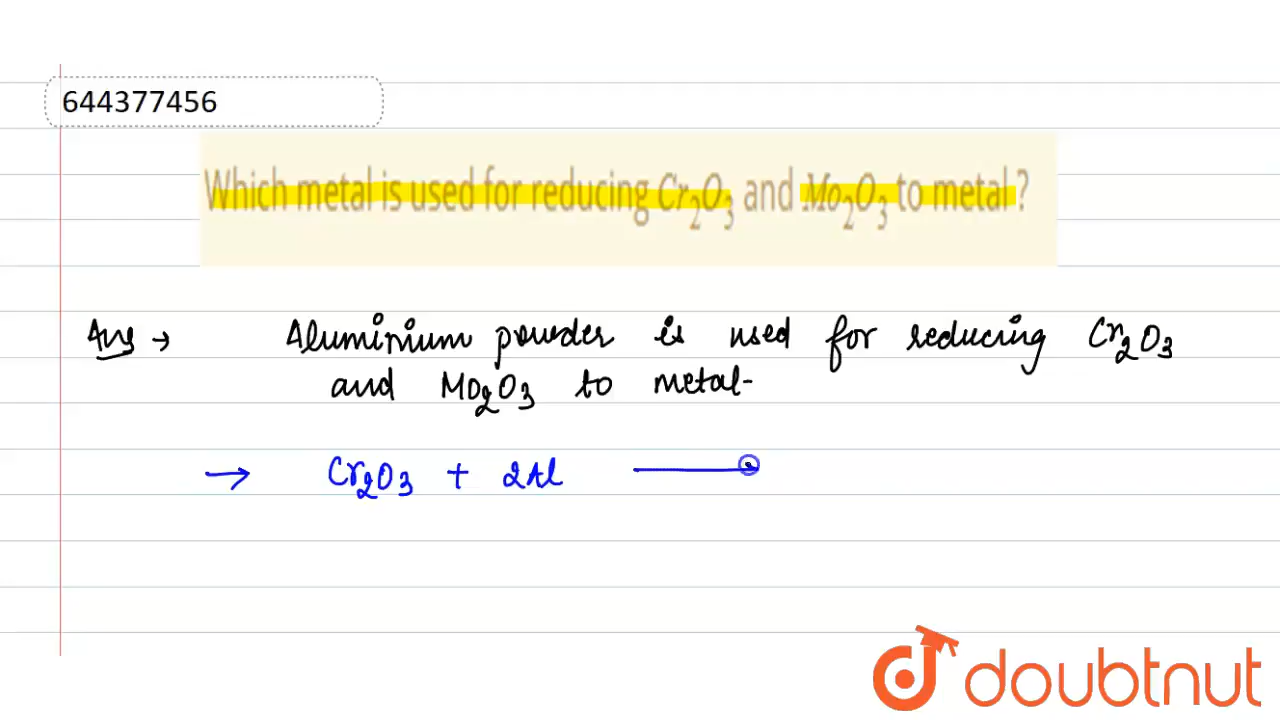 644377456
Which metal is used for reducing Cr₂O₃ and Mo₂O₃ to metal ?
Ans → Aluminium powder is used for reducing Cr₂O₃
and Mo₂O₃ to metal-
→ Cr₂O₃ + 2Al ⟶
doubtnut